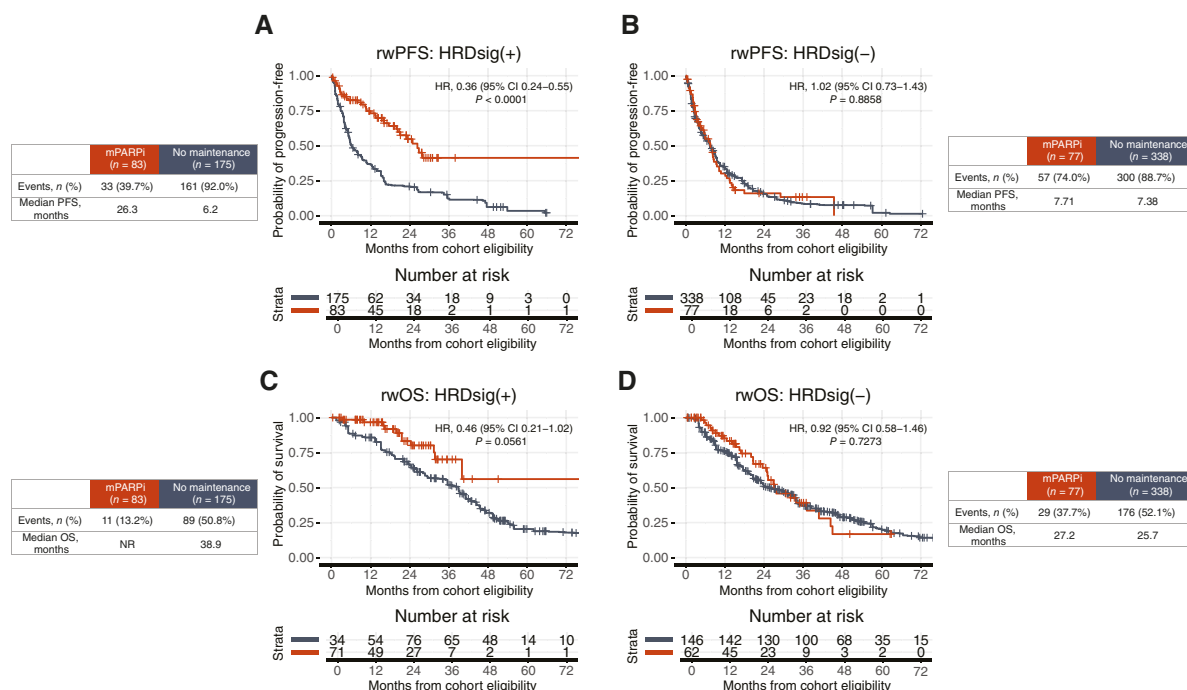 A
rwPFS: HRDsig(+)
Probability of progression-free
1.00
0.75
0.50
0.25
0.00
HR, 0.36 (95% CI 0.24–0.55)
P < 0.0001
0 12 24 36 48 60 72
Months from cohort eligibility
mPARPi
(n = 83)
No maintenance
(n = 175)
Events, n (%) 33 (39.7%) 161 (92.0%)
Median PFS,
months
26.3 6.2
Number at risk
Strata
175 62 34 18 9 3 0
83 45 18 2 1 1 1
0 12 24 36 48 60 72
Months from cohort eligibility
B
rwPFS: HRDsig(−)
Probability of progression-free
1.00
0.75
0.50
0.25
0.00
HR, 1.02 (95% CI 0.73–1.43)
P = 0.8858
0 12 24 36 48 60 72
Months from cohort eligibility
mPARPi
(n = 77)
No maintenance
(n = 338)
Events, n (%) 57 (74.0%) 300 (88.7%)
Median PFS,
months
7.71 7.38
Number at risk
Strata
338 108 45 23 18 2 1
77 18 6 2 0 0 0
0 12 24 36 48 60 72
Months from cohort eligibility
C
rwOS: HRDsig(+)
Probability of survival
1.00
0.75
0.50
0.25
0.00
HR, 0.46 (95% CI 0.21–1.02)
P = 0.0561
0 12 24 36 48 60 72
Months from cohort eligibility
mPARPi
(n = 83)
No maintenance
(n = 175)
Events, n (%) 11 (13.2%) 89 (50.8%)
Median OS,
months
NR 38.9
Number at risk
Strata
34 54 76 65 48 14 10
71 49 27 7 2 1 1
0 12 24 36 48 60 72
Months from cohort eligibility
D
rwOS: HRDsig(−)
Probability of survival
1.00
0.75
0.50
0.25
0.00
HR, 0.92 (95% CI 0.58–1.46)
P = 0.7273
0 12 24 36 48 60 72
Months from cohort eligibility
mPARPi
(n = 77)
No maintenance
(n = 338)
Events, n (%) 29 (37.7%) 176 (52.1%)
Median OS,
months
27.2 25.7
Number at risk
Strata
146 142 130 100 68 35 15
62 45 23 9 3 2 0
0 12 24 36 48 60 72
Months from cohort eligibility